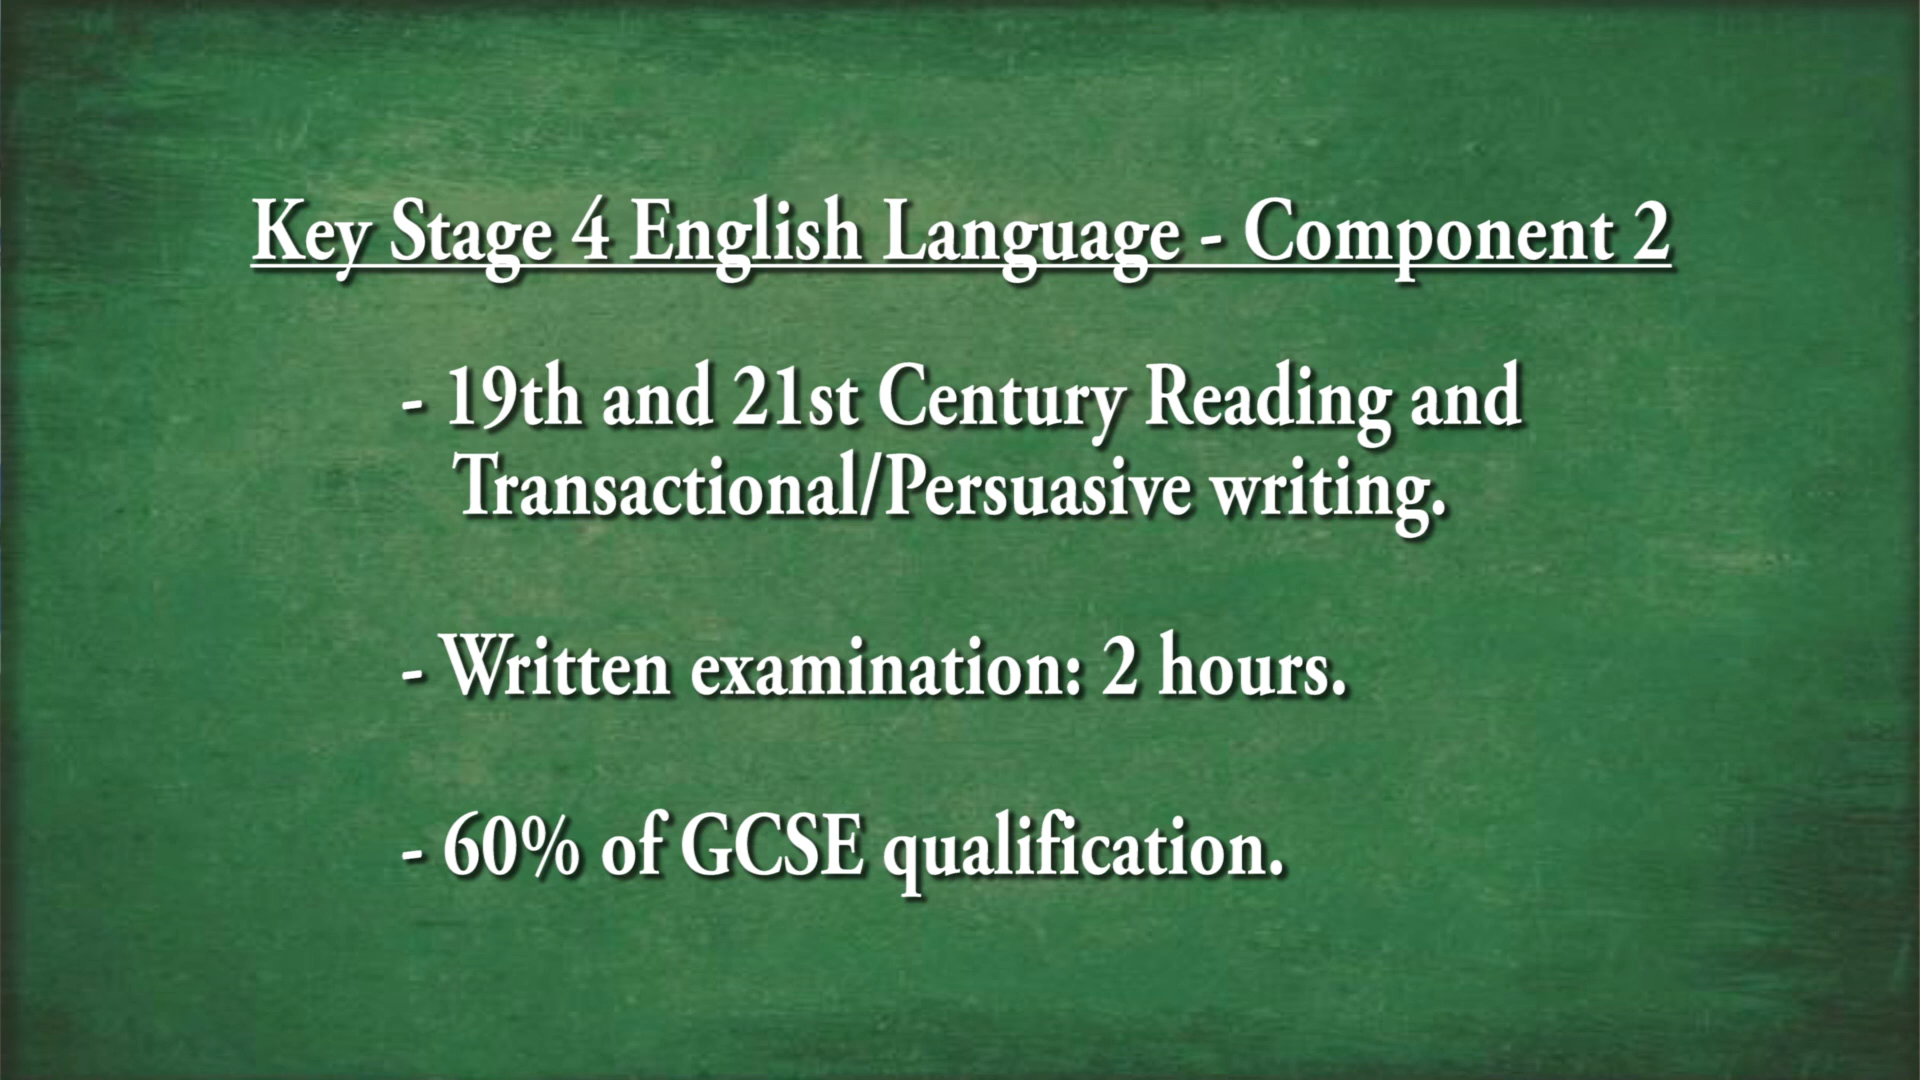 Key Stage 4 English Language - Component 2
- 19th and 21st Century Reading and
Transactional/Persuasive writing.
- Written examination: 2 hours.
- 60% of GCSE qualification.